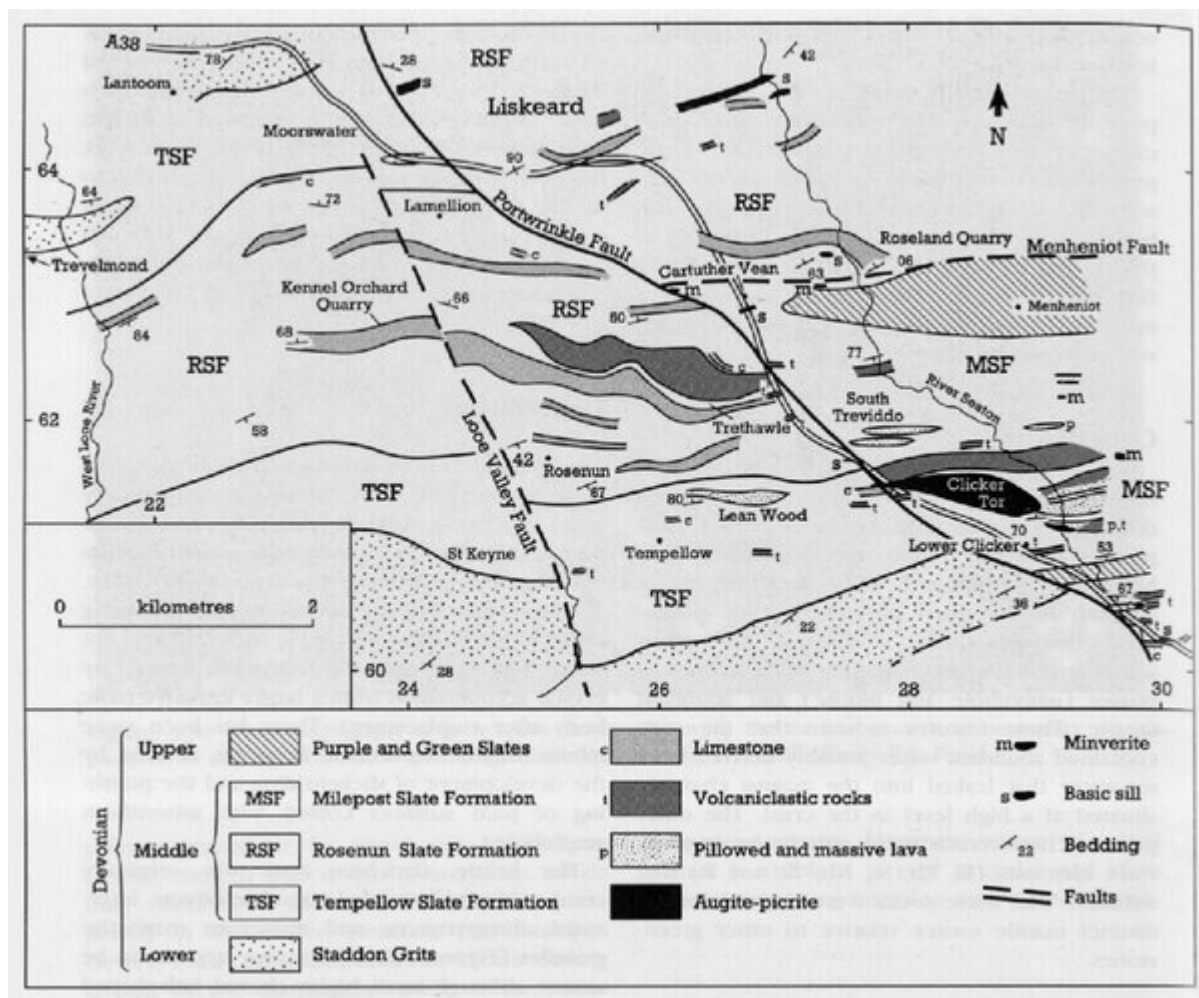 A38
78
Lantoom
28
s
RSF
Liskeard
42
s
N
Moorswater
TSF
90
t
64
64
c
72
Lamellion
Portwrinkle Fault
t
RSF
Roseland Quarry
Menheniot Fault
Trevelmond
c
Cartuther Vean
m
63
s
m
06
Kennel Orchard
Quarry
66
RSF
80
s
Menheniot
84
68
RSF
c
t
77
MSF
West Looe River
62
58
Looe Valley Fault
Trethawle
South
Treviddo
River Seaton
m
p
42
Rosenun
t
s
m
22
TSF
67
80
Lean Wood
c
c
t
t
Clicker
Tor
MSF
70
p,t
St Keyne
t
Tempellow
t
Lower Clicker
t
53
0 kilometres 2
TSF
36
67
t
t
s
c
22
60
28
24
26
28
30
Devonian
Upper
Purple and Green Slates
c
Limestone
m
Minverite
Middle
MSF
Milepost Slate Formation
t
Volcaniclastic rocks
s
Basic sill
RSF
Rosenun Slate Formation
p
Pillowed and massive lavas
22
Bedding
TSF
Tempellow Slate Formation
Augite-picrite
Faults
Lower
Staddon Grits